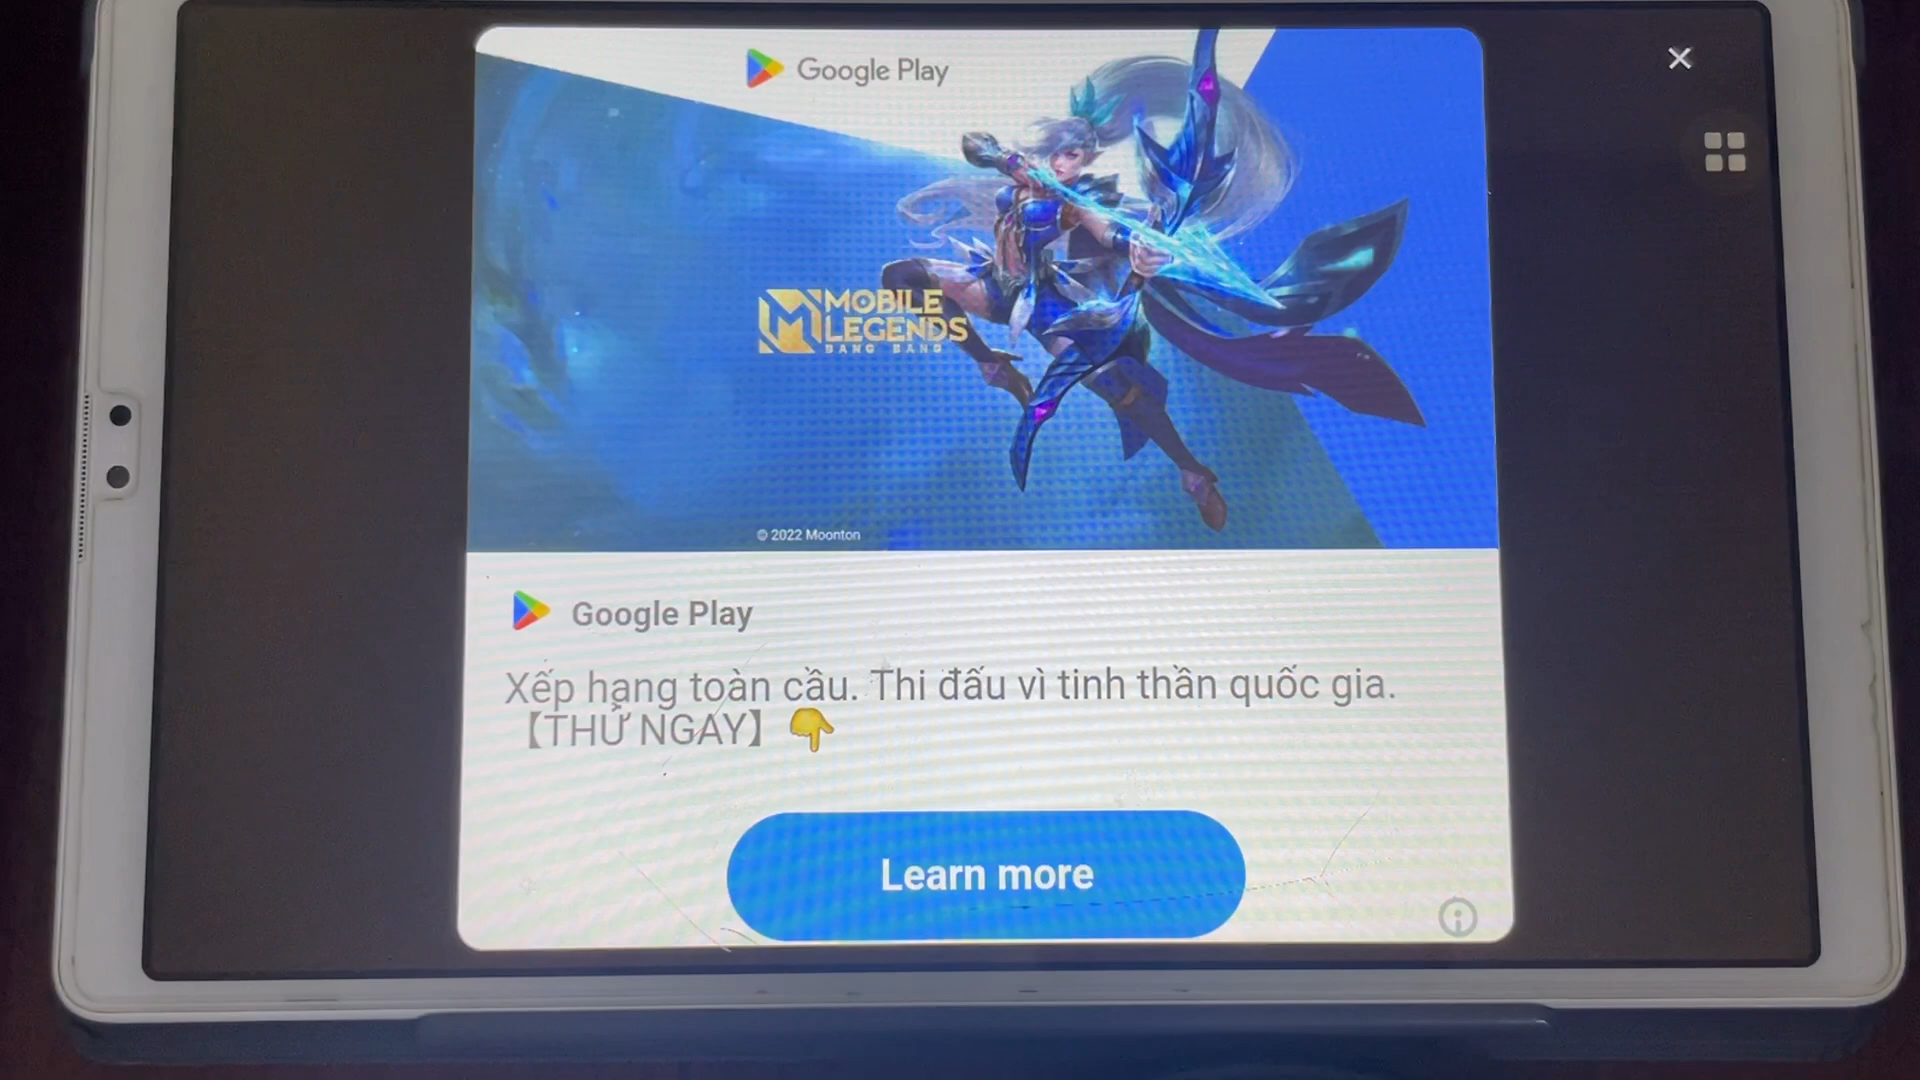 Google Play
MOBILE
LEGENDS
BANG BANG
© 2022 Moonton
Google Play
Xếp hạng toàn cầu. Thi đấu vì tinh thần quốc gia.
【THỬ NGAY】 👇
Learn more